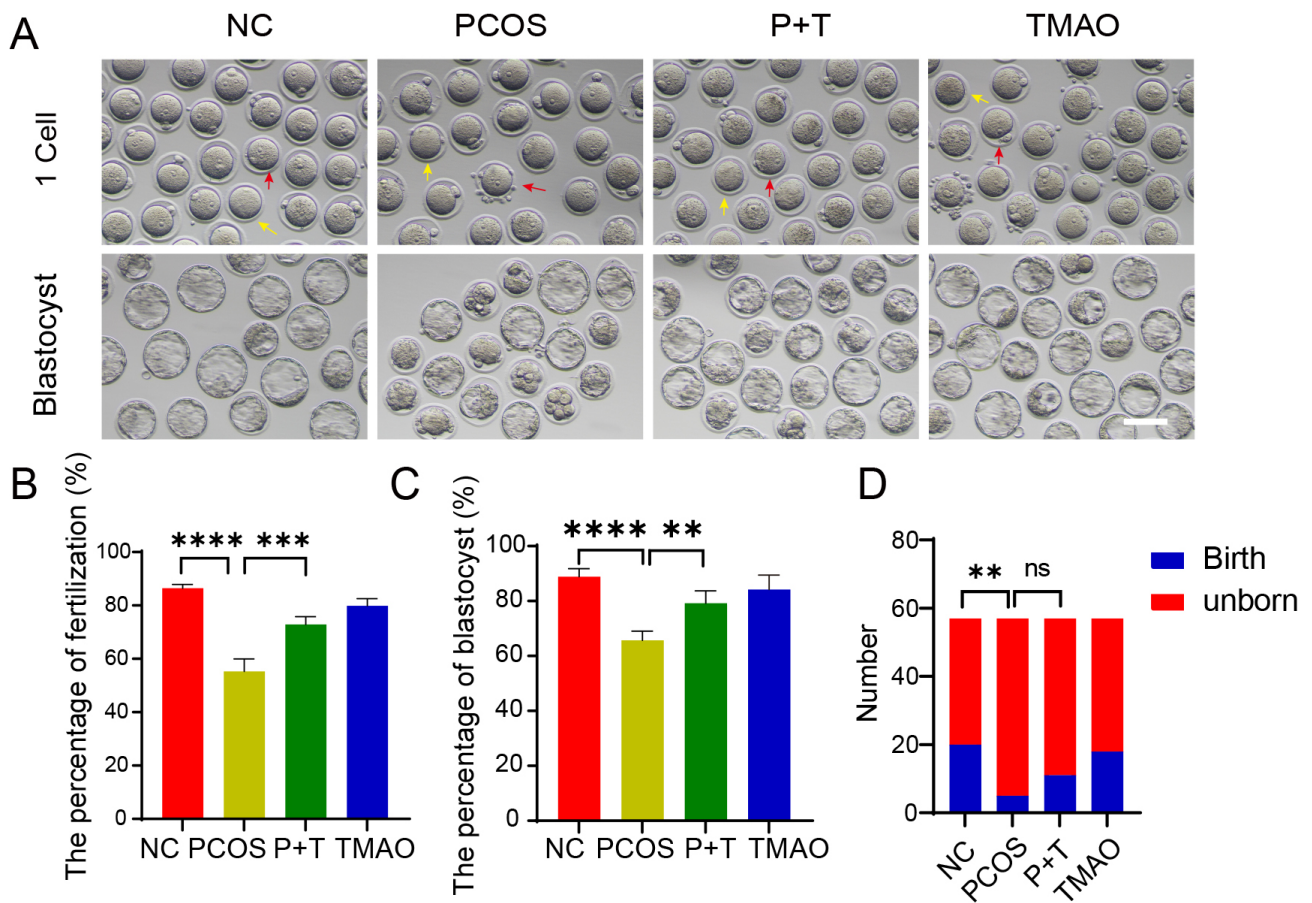 A
NC
PCOS
P+T
TMAO
1 Cell
Blastocyst
B
The percentage of fertilization (%)
100
80
60
40
20
0
**** ***
NC PCOS P+T TMAO
C
The percentage of blastocyst (%)
100
80
60
40
20
0
**** **
NC PCOS P+T TMAO
D
Number
80
60
40
20
0
** ns
NC
PCOS
P+T
TMAO
Birth
unborn